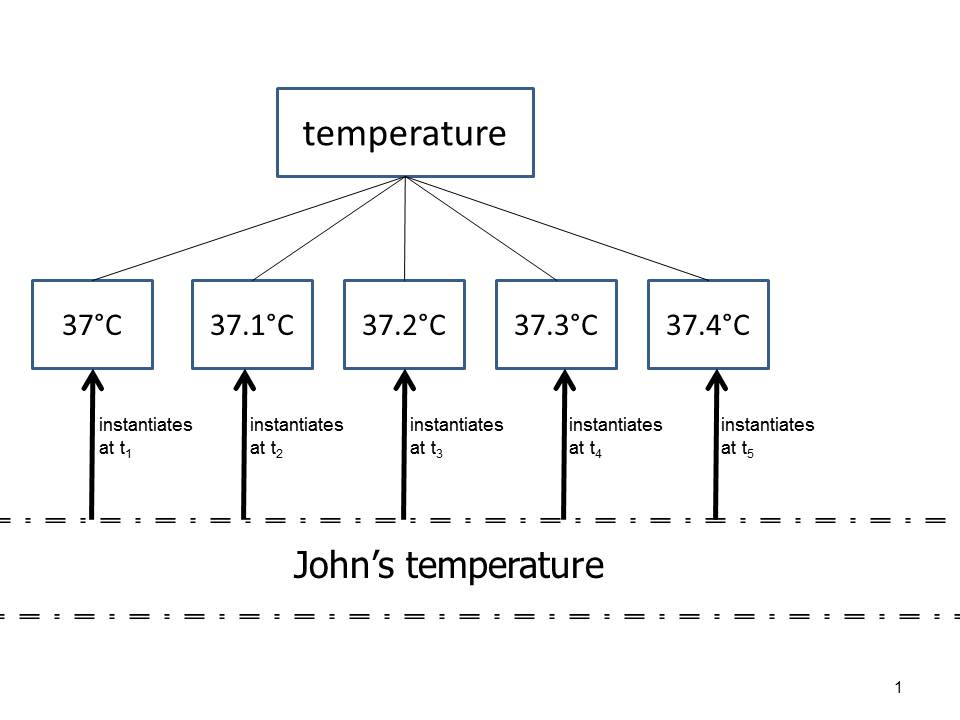 temperature
37°C
37.1°C
37.2°C
37.3°C
37.4°C
instantiates
at t₁
instantiates
at t₂
instantiates
at t₃
instantiates
at t₄
instantiates
at t₅
John’s temperature
1